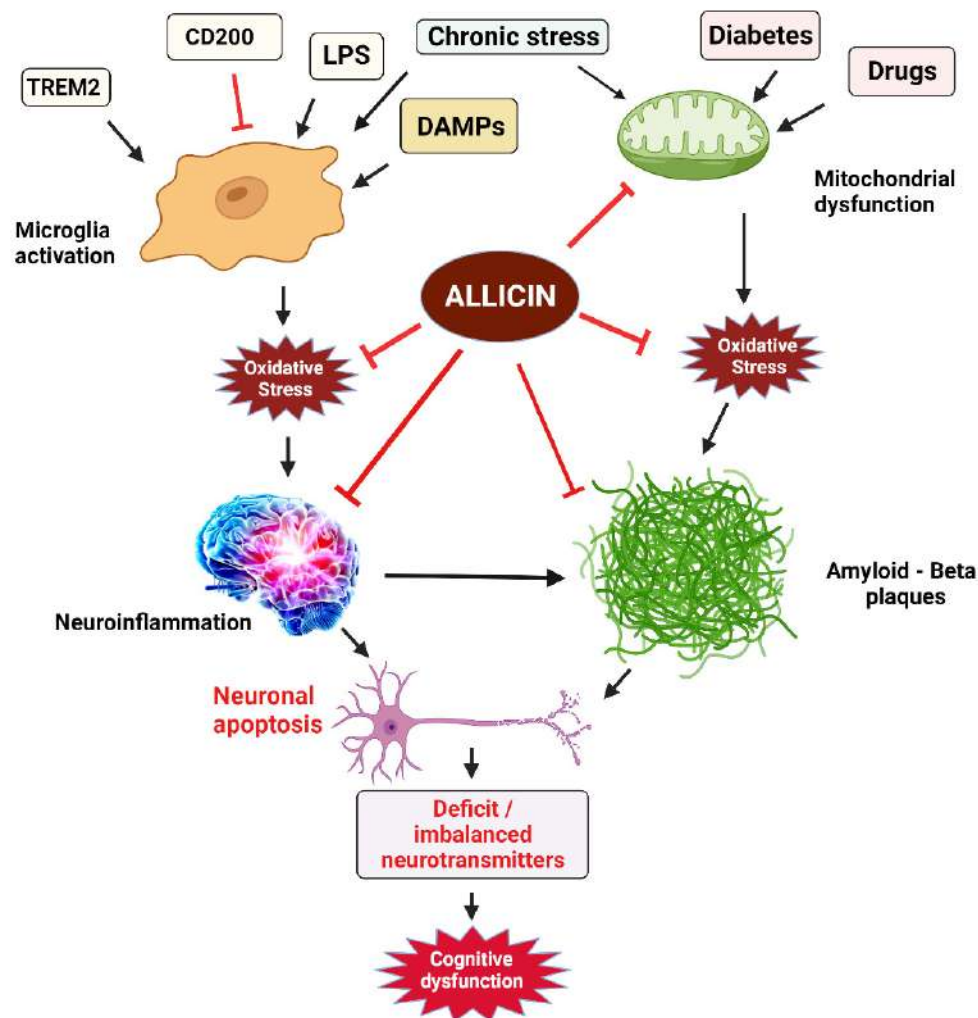 CD200
LPS
Chronic stress
Diabetes
TREM2
Drugs
DAMPs
Microglia
activation
Mitochondrial
dysfunction
ALLICIN
Oxidative
Stress
Oxidative
Stress
Neuroinflammation
Amyloid - Beta
plaques
Neuronal
apoptosis
Deficit /
imbalanced
neurotransmitters
Cognitive
dysfunction